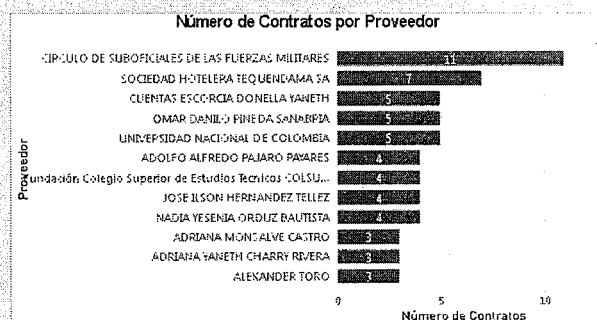 Número de Contratos por Proveedor
CIRCULO DE SUBOFICIALES DE LAS FUERZAS MILITARES 11
SOCIEDAD HOTELERA TEQUENDAMA SA 7
CUENTAS ESCORCIA DONELLA YANETH 5
OMAR DANILO PINEDA SANABRIA 5
UNIVERSIDAD NACIONAL DE COLOMBIA 5
ADOLFO ALFREDO PAJARO PAYARES 4
Fundación Colegio Superior de Estudios Tecnicos COLSU... 4
JOSE ILSON HERNANDEZ TELLEZ 4
NADIA YESENIA ORDUZ BAUTISTA 4
ADRIANA MONSALVE CASTRO 3
ADRIANA YANETH CHARRY RIVERA 3
ALEXANDER TORO 3
Proveedor
0 5 10
Número de Contratos